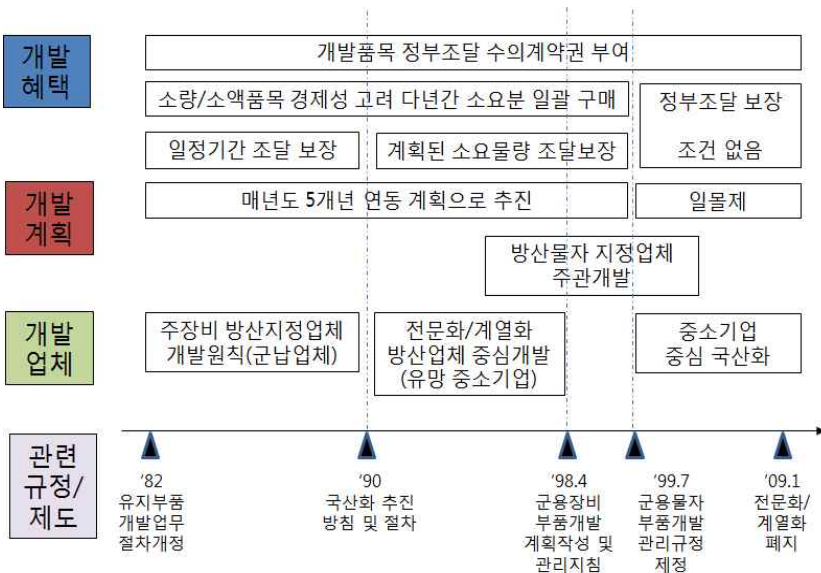 개발
혜택
개발품목 정부조달 수의계약권 부여
소량/소액품목 경제성 고려 다년간 소요분 일괄 구매
정부조달 보장
조건 없음
일정기간 조달 보장
계획된 소요물량 조달보장
개발
계획
매년도 5개년 연동 계획으로 추진
일몰제
방산물자 지정업체
주관개발
개발
업체
주장비 방산지정업체
개발원칙(군납업체)
전문화/계열화
방산업체 중심개발
(유망 중소기업)
중소기업
중심 국산화
관련
규정/
제도
'82
유지부품
개발업무
절차개정
'90
국산화 추진
방침 및 절차
'98.4
군용장비
부품개발
계획작성 및
관리지침
'99.7
군용물자
부품개발
관리규정
제정
'09.1
전문화/
계열화
폐지